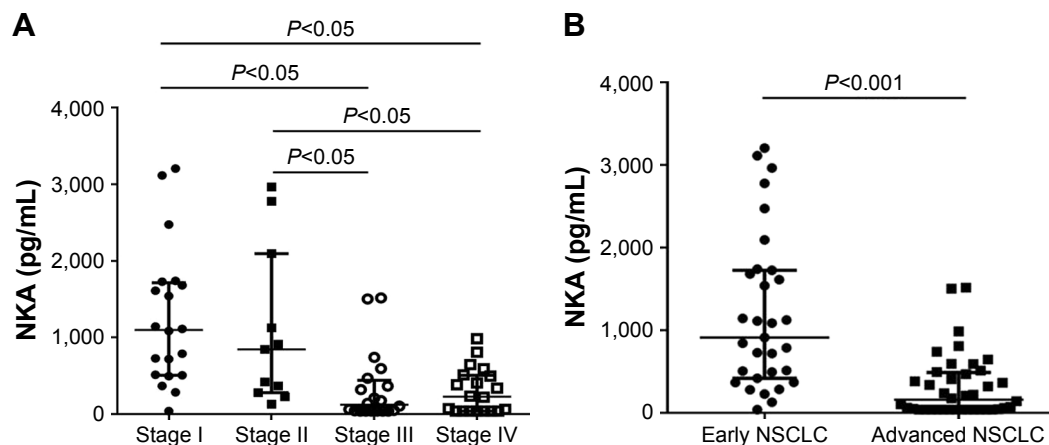 A
P<0.05
P<0.05
P<0.05
P<0.05
NKA (pg/mL)
4,000
3,000
2,000
1,000
0
Stage I
Stage II
Stage III
Stage IV
B
P<0.001
NKA (pg/mL)
4,000
3,000
2,000
1,000
0
Early NSCLC
Advanced NSCLC